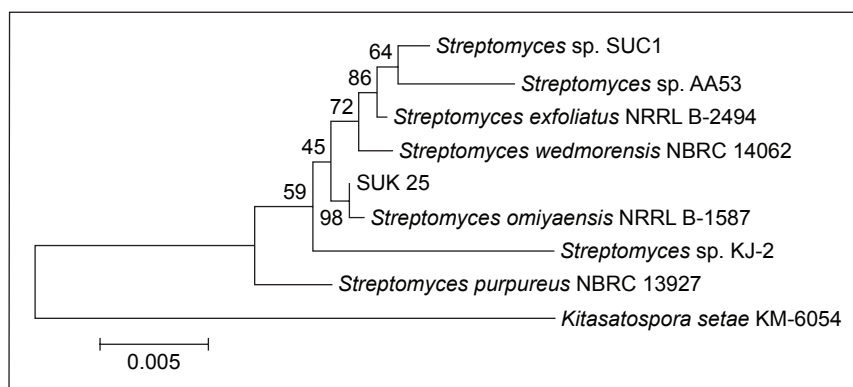 64
Streptomyces sp. SUC1
86
Streptomyces sp. AA53
72
Streptomyces exfoliatus NRRL B-2494
45
Streptomyces wedmorensis NBRC 14062
59
SUK 25
98
Streptomyces omiyaensis NRRL B-1587
Streptomyces sp. KJ-2
Streptomyces purpureus NBRC 13927
Kitasatospora setae KM-6054
0.005